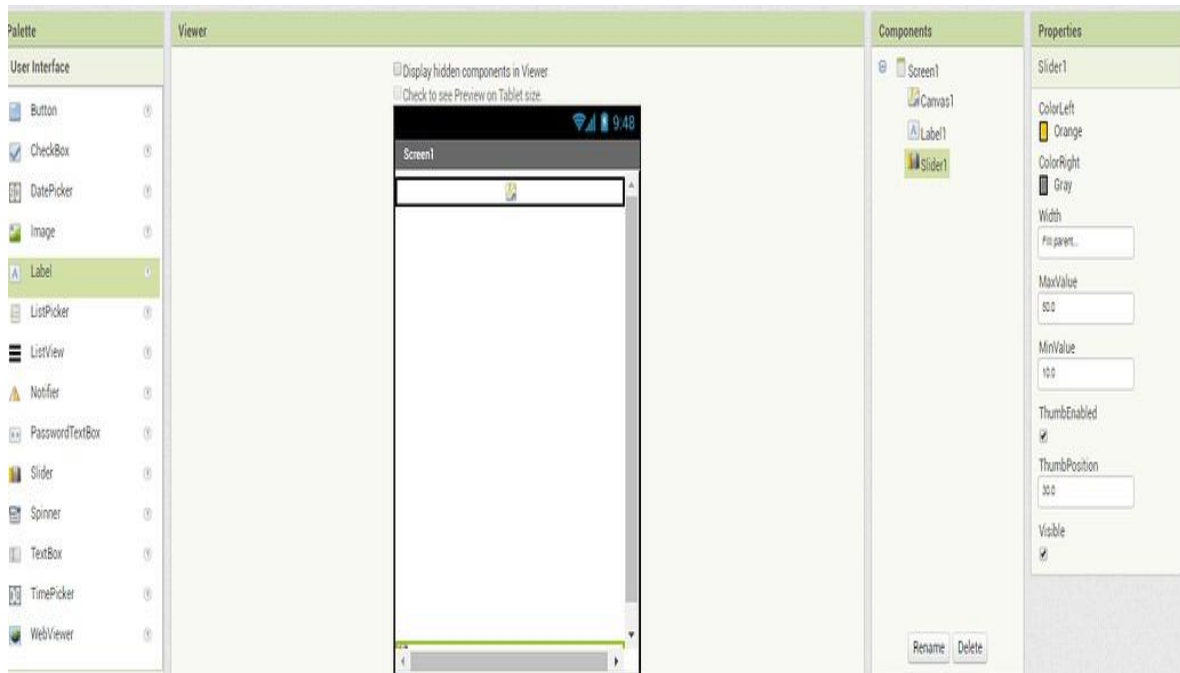 Palette
User Interface
Button
CheckBox
DatePicker
Image
Label
ListPicker
ListView
Notifier
PasswordTextBox
Slider
Spinner
TextBox
TimePicker
WebViewer
Viewer
Display hidden components in Viewer
Check to see Preview on Tablet size.
9:48
Screen1
Components
Screen1
Canvas1
Label1
Slider1
Rename Delete
Properties
Slider1
ColorLeft
Orange
ColorRight
Gray
Width
Fill parent...
MaxValue
50.0
MinValue
10.0
ThumbEnabled
ThumbPosition
30.0
Visible